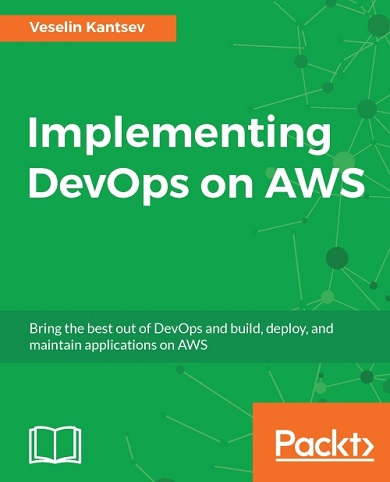 Veselin Kantsev
Implementing
DevOps on AWS
Bring the best out of DevOps and build, deploy, and
maintain applications on AWS
Packt>